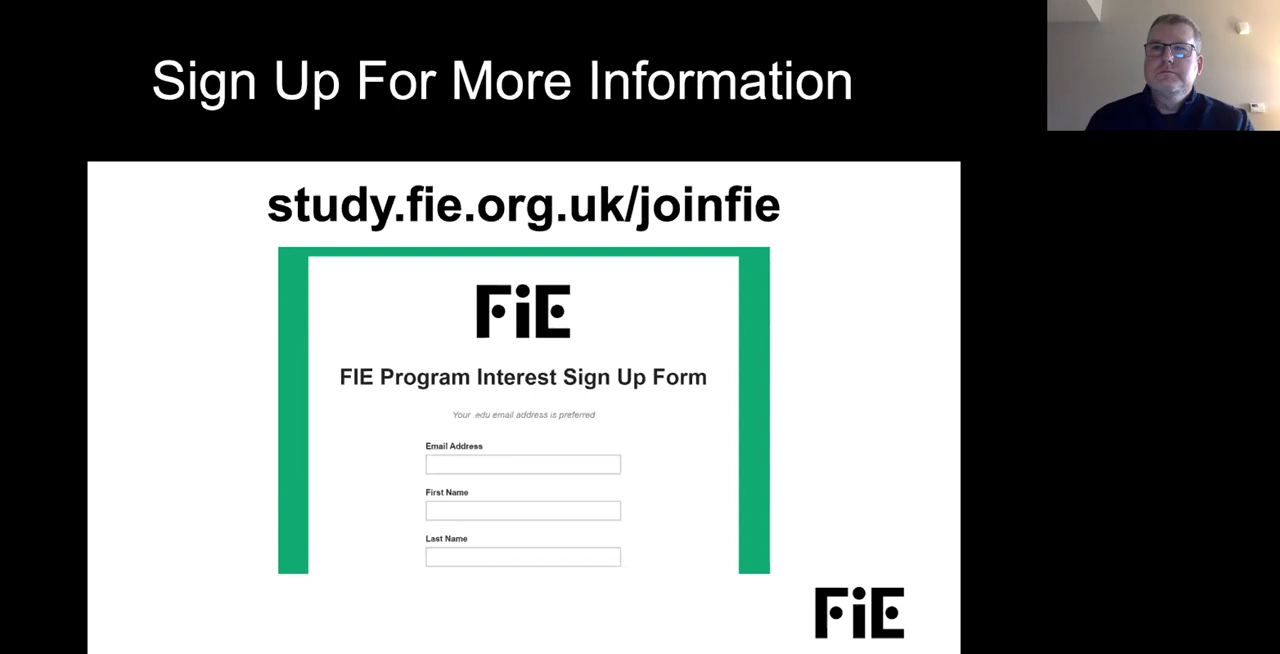 Sign Up For More Information
study.fie.org.uk/joinfie
FiE
FIE Program Interest Sign Up Form
Your .edu email address is preferred
Email Address
First Name
Last Name
FiE